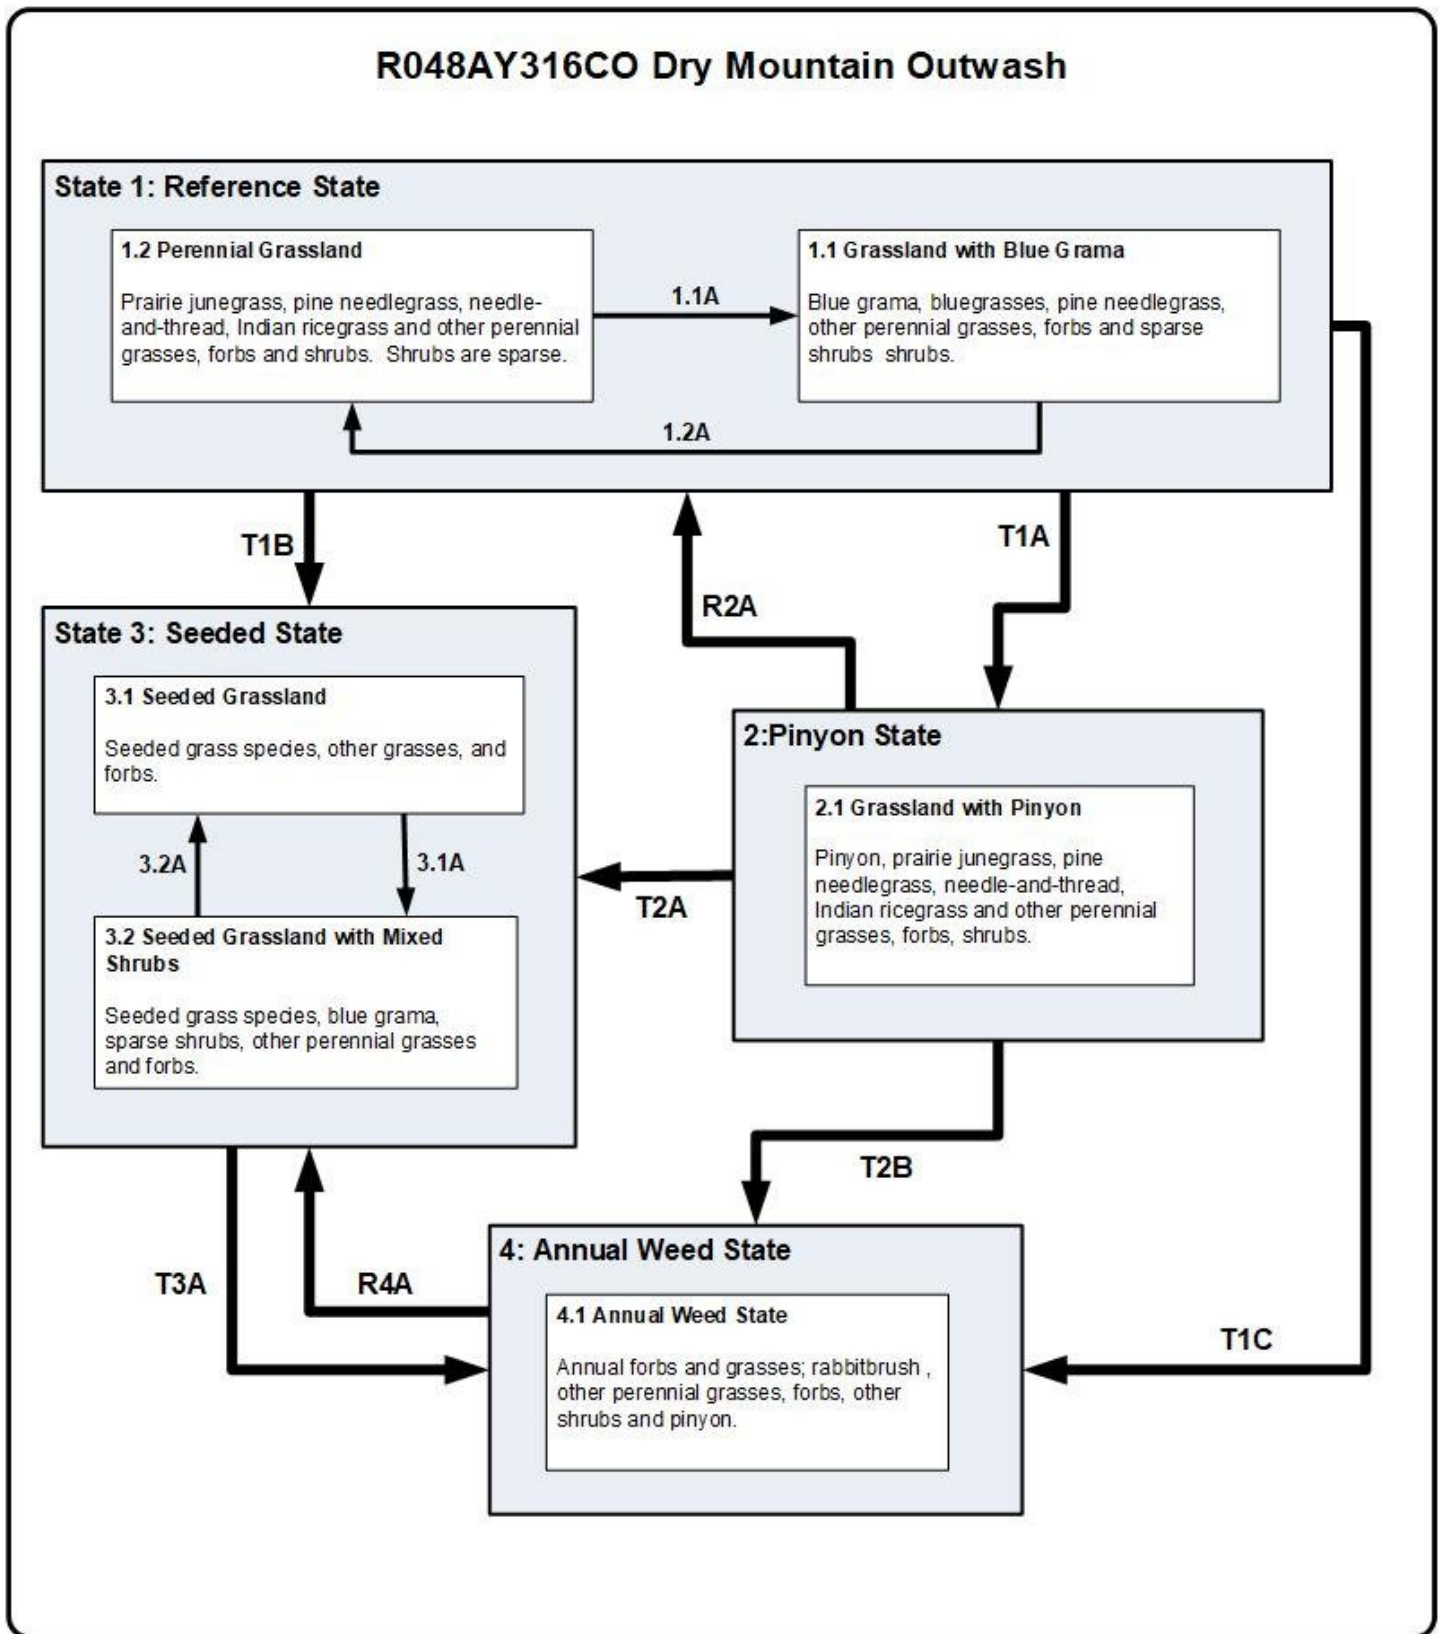 R048AY316CO Dry Mountain Outwash
State 1: Reference State
1.2 Perennial Grassland
Prairie junegrass, pine needlegrass, needle-
and-thread, Indian ricegrass and other perennial
grasses, forbs and shrubs.  Shrubs are sparse.
1.1A
1.1 Grassland with Blue Grama
Blue grama, bluegrasses, pine needlegrass,
other perennial grasses, forbs and sparse
shrubs  shrubs.
1.2A
T1B
R2A
T1A
State 3: Seeded State
3.1 Seeded Grassland
Seeded grass species, other grasses, and
forbs.
3.2A
3.1A
3.2 Seeded Grassland with Mixed
Shrubs
Seeded grass species, blue grama,
sparse shrubs, other perennial grasses
and forbs.
T2A
2:Pinyon State
2.1 Grassland with Pinyon
Pinyon, prairie junegrass, pine
needlegrass, needle-and-thread,
Indian ricegrass and other perennial
grasses, forbs, shrubs.
T2B
T3A
R4A
4: Annual Weed State
4.1 Annual Weed State
Annual forbs and grasses; rabbitbrush ,
other perennial grasses, forbs, other
shrubs and pinyon.
T1C